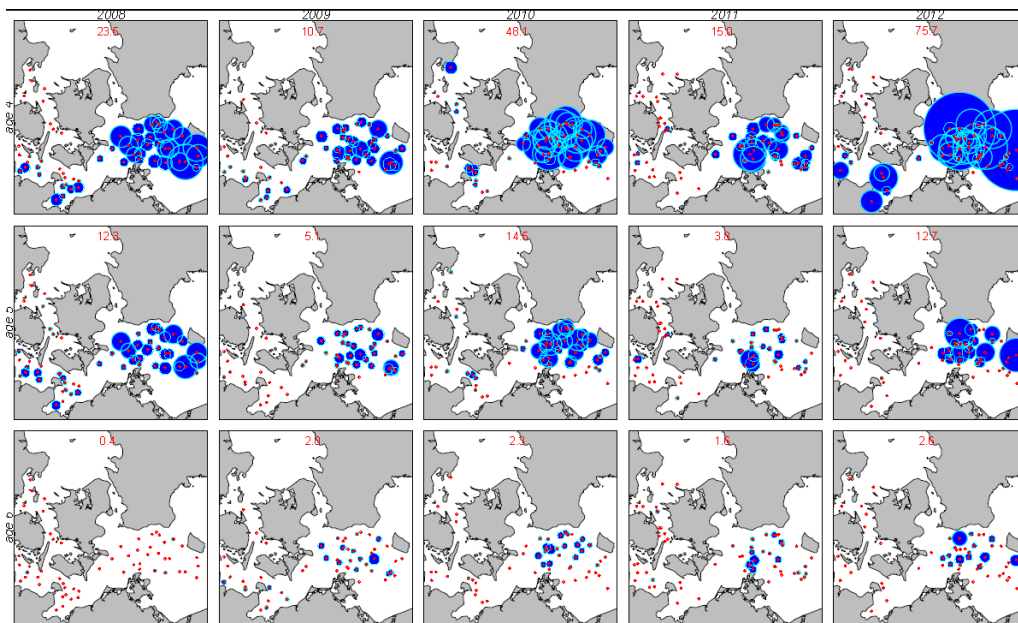 2008 2009 2010 2011 2012
age 4 23.5 10.7 48.1 15.0 75.7
age 5 12.3 5.1 14.5 3.8 12.7
age 6 0.4 2.0 2.3 1.6 2.6